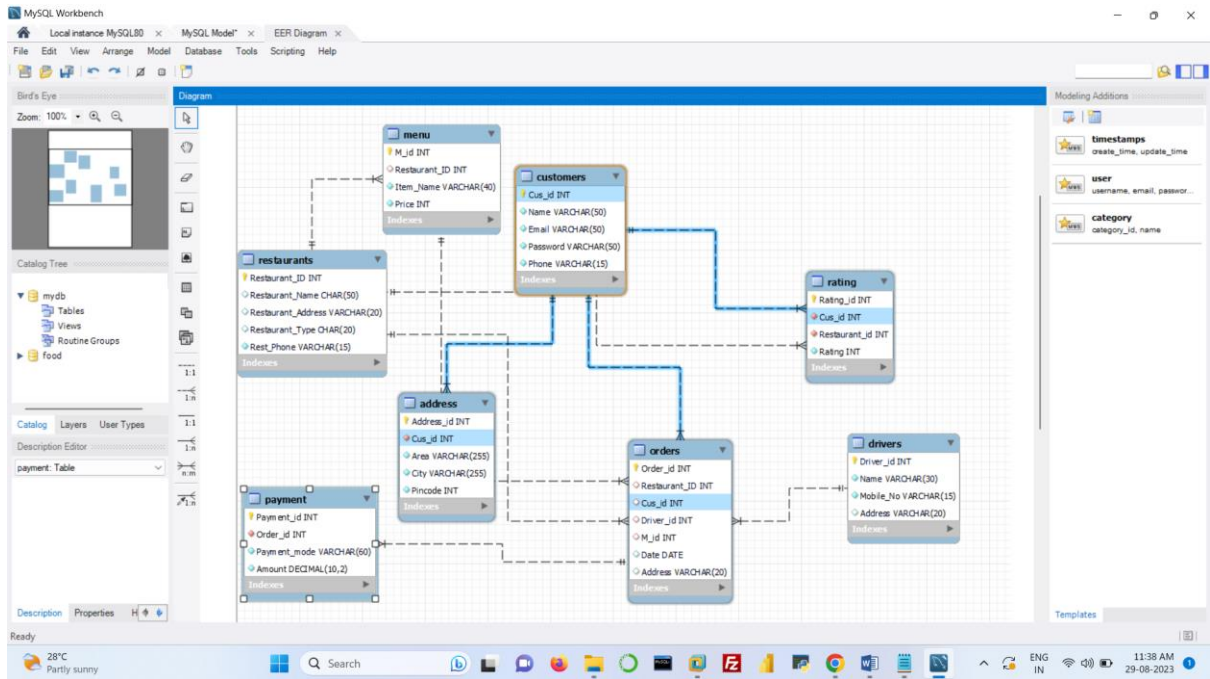 MySQL Workbench
Local instance MySQL80 × MySQL Model* × EER Diagram ×
File Edit View Arrange Model Database Tools Scripting Help
Bird's Eye
Zoom: 100%
Catalog Tree
mydb
Tables
Views
Routine Groups
food
Catalog Layers User Types
Description Editor
payment: Table
Description Properties H
Diagram
1:1
1:n
1:1
1:n
n:m
1:n
menu
M_id INT
Restaurant_ID INT
Item_Name VARCHAR(40)
Price INT
Indexes
customers
Cus_id INT
Name VARCHAR(50)
Email VARCHAR(50)
Password VARCHAR(50)
Phone VARCHAR(15)
Indexes
restaurants
Restaurant_ID INT
Restaurant_Name CHAR(50)
Restaurant_Address VARCHAR(20)
Restaurant_Type CHAR(20)
Rest_Phone VARCHAR(15)
Indexes
rating
Rating_id INT
Cus_id INT
Restaurant_id INT
Rating INT
Indexes
address
Address_id INT
Cus_id INT
Area VARCHAR(255)
City VARCHAR(255)
Pincode INT
Indexes
orders
Order_id INT
Restaurant_ID INT
Cus_id INT
Driver_id INT
M_id INT
Date DATE
Address VARCHAR(20)
Indexes
drivers
Driver_id INT
Name VARCHAR(30)
Mobile_No VARCHAR(15)
Address VARCHAR(20)
Indexes
payment
Payment_id INT
Order_id INT
Payment_mode VARCHAR(60)
Amount DECIMAL(10,2)
Indexes
Modeling Additions
timestamps
create_time, update_time
user
username, email, passwor...
category
category_id, name
Templates
Ready
28°C
Partly sunny
Search
ENG
IN
11:38 AM
29-08-2023